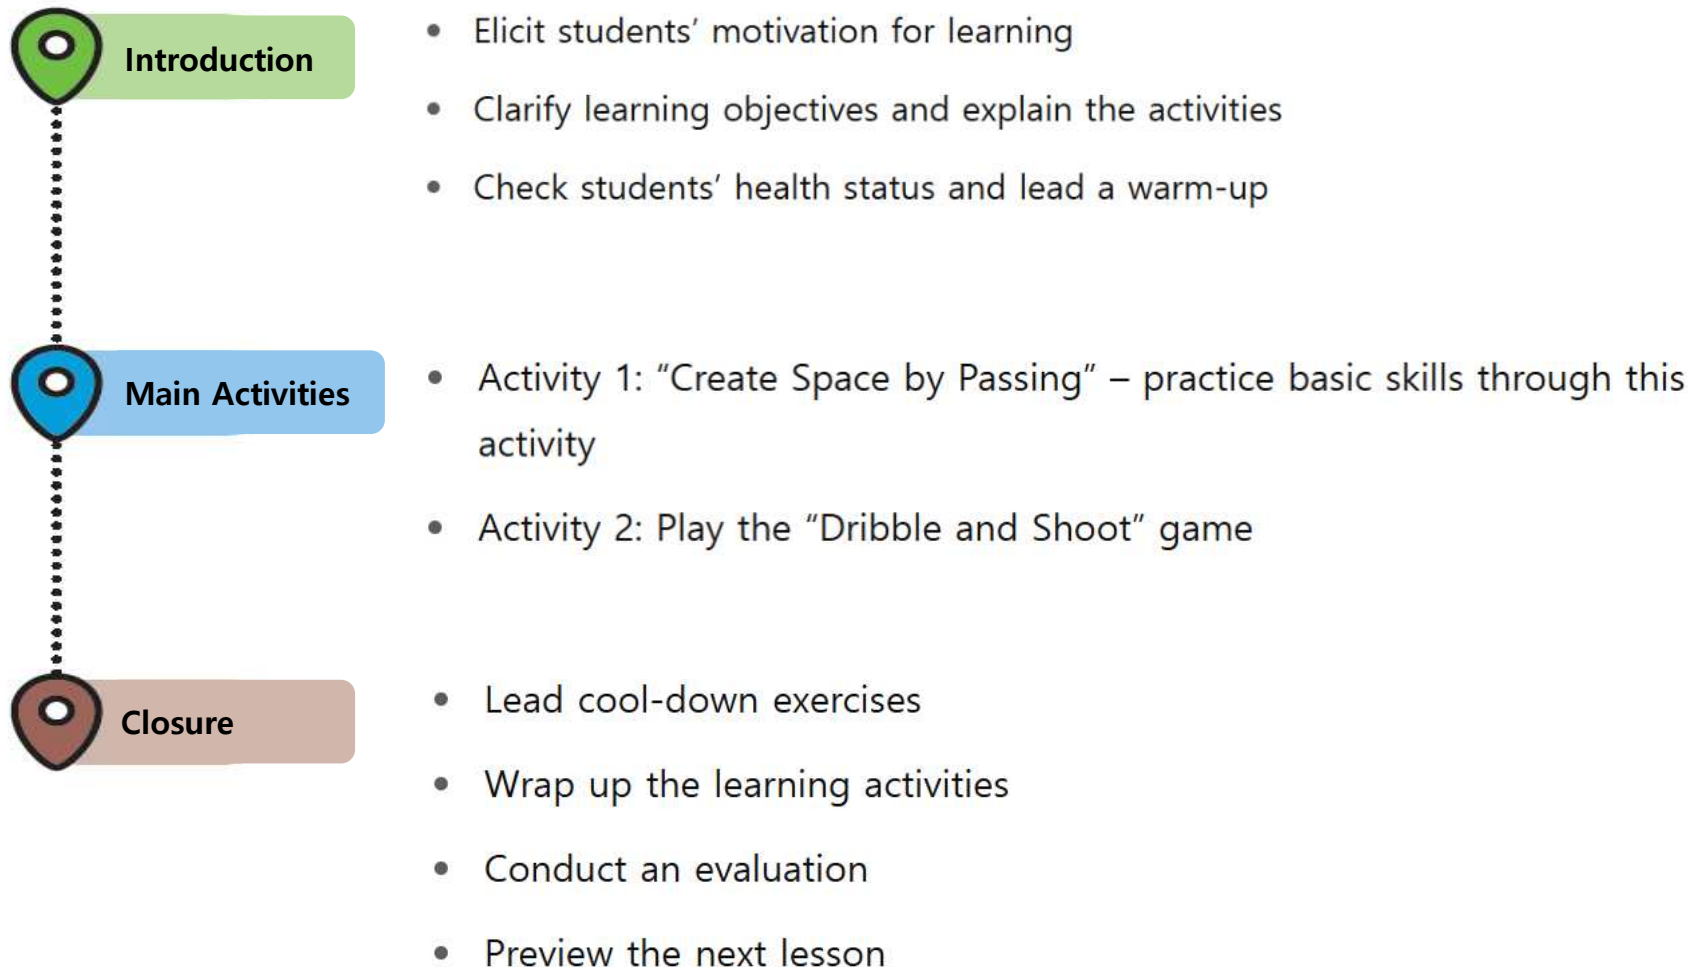 Introduction
• Elicit students’ motivation for learning
• Clarify learning objectives and explain the activities
• Check students’ health status and lead a warm-up
Main Activities
• Activity 1: “Create Space by Passing” – practice basic skills through this
activity
• Activity 2: Play the “Dribble and Shoot” game
Closure
• Lead cool-down exercises
• Wrap up the learning activities
• Conduct an evaluation
• Preview the next lesson